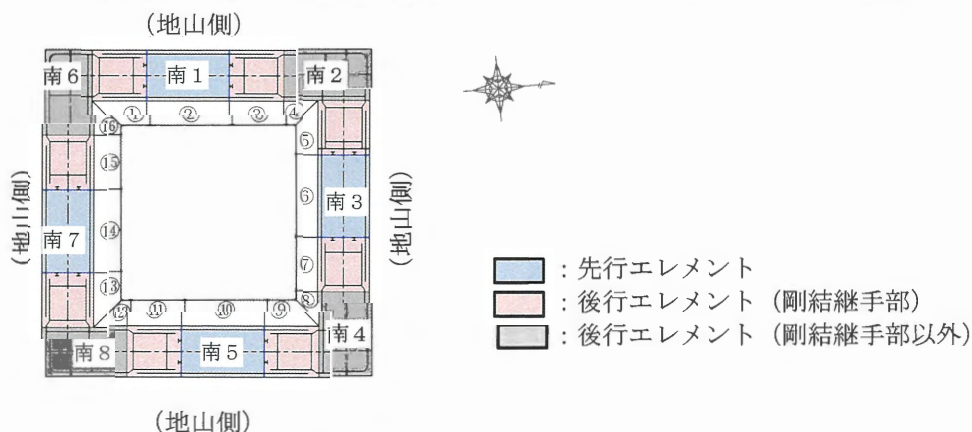 (地山側)
南6
南1
南2
①
②
③
④
⑯
⑤
⑮
(地山側)
南3
⑥
(地山側)
⑭
南7
⑦
⑬
⑧
⑫
⑪
⑩
⑨
南8
南5
南4
(地山側)
:先行エレメント
:後行エレメント(剛結継手部)
:後行エレメント(剛結継手部以外)